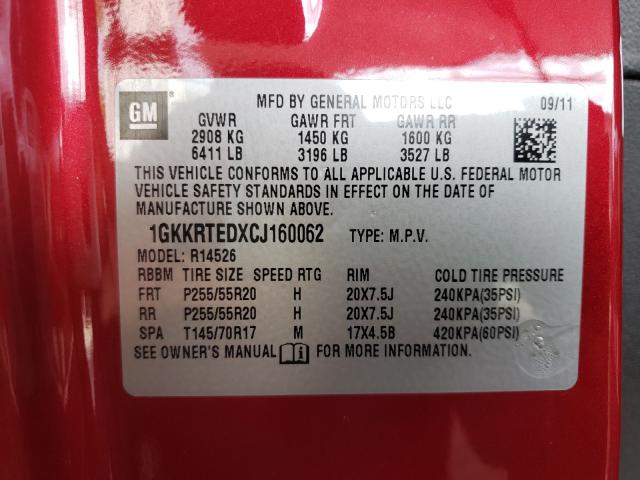 GM ®
MFD BY GENERAL MOTORS LLC 09/11
GVWR GAWR FRT GAWR RR
2908 KG 1450 KG 1600 KG
6411 LB 3196 LB 3527 LB
THIS VEHICLE CONFORMS TO ALL APPLICABLE U.S. FEDERAL MOTOR
VEHICLE SAFETY STANDARDS IN EFFECT ON THE DATE OF
MANUFACTURE SHOWN ABOVE.
1GKKRTEDXCJ160062 TYPE: M.P.V.
MODEL: R14526
RBBM TIRE SIZE SPEED RTG RIM COLD TIRE PRESSURE
FRT P255/55R20 H 20X7.5J 240KPA(35PSI)
RR P255/55R20 H 20X7.5J 240KPA(35PSI)
SPA T145/70R17 M 17X4.5B 420KPA(60PSI)
SEE OWNER'S MANUAL FOR MORE INFORMATION.